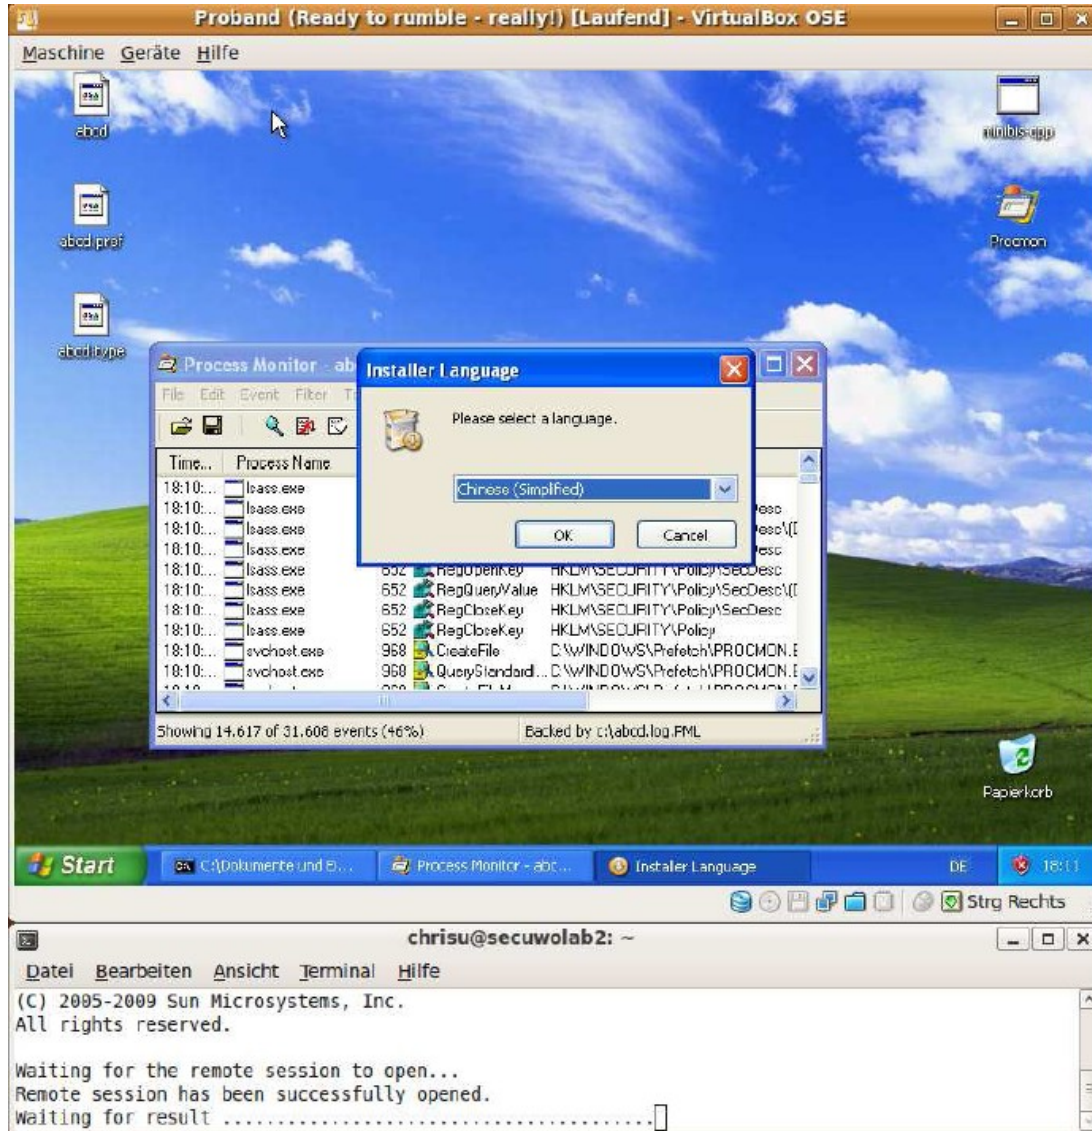 Proband (Ready to rumble - really!) [Laufend] - VirtualBox OSE
Maschine Geräte Hilfe
abcd
minibis-app
abcd.pref
Procmon
abcd.type
Process Monitor - ab
Installer Language
File Edit Event Filter
Please select a language.
Time... Process Name
Chinese (Simplified)
OK Cancel
18:10:... lsass.exe
18:10:... lsass.exe
18:10:... lsass.exe
18:10:... lsass.exe
18:10:... lsass.exe 652 RegOpenKey HKLM\SECURITY\Policy\SecDesc
18:10:... lsass.exe 652 RegQueryValue HKLM\SECURITY\Policy\SecDesc\([
18:10:... lsass.exe 652 RegCloseKey HKLM\SECURITY\Policy\SecDesc
18:10:... lsass.exe 652 RegCloseKey HKLM\SECURITY\Policy
18:10:... svchost.exe 968 CreateFile C:\WINDOWS\Prefetch\PROCMON.E
18:10:... svchost.exe 968 QueryStandard... C:\WINDOWS\Prefetch\PROCMON.E
Showing 14.617 of 31.608 events (46%) Backed by c:\abcd.log.PML
Papierkorb
Start C:\Dokumente und Ei... Process Monitor - abc... Installer Language DE 18:11
Strg Rechts
chrisu@secuwolab2: ~
Datei Bearbeiten Ansicht Terminal Hilfe
(C) 2005-2009 Sun Microsystems, Inc.
All rights reserved.
Waiting for the remote session to open...
Remote session has been successfully opened.
Waiting for result ........................................